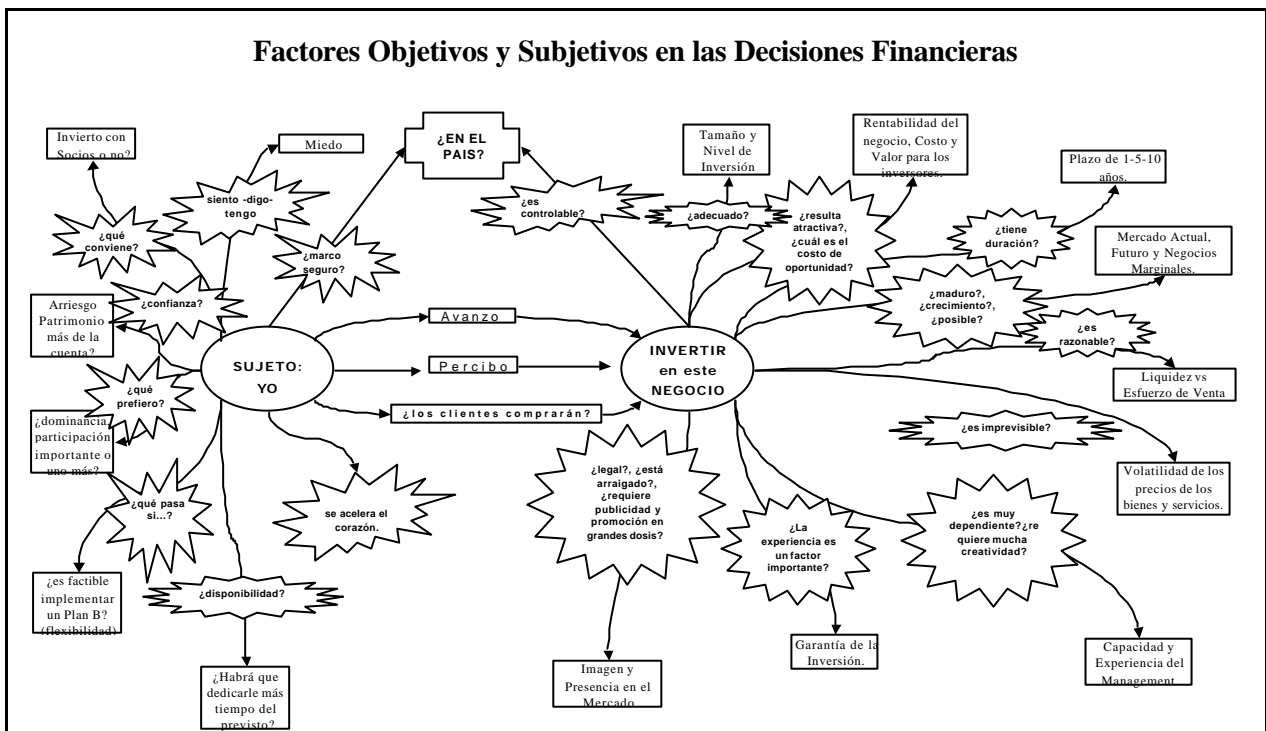 Factores Objetivos y Subjetivos en las Decisiones Financieras
Invierto con
Socios o no?
Miedo
¿EN EL
PAIS?
Tamaño y
Nivel de
Inversión
Rentabilidad del
negocio, Costo y
Valor para los
inversores.
Plazo de 1-5-10
años.
siento -digo-
tengo
¿es
controlable?
¿adecuado?
¿resulta
atractiva?,
¿cuál es el
costo de
oportunidad?
¿tiene
duración?
Mercado Actual,
Futuro y Negocios
Marginales.
¿qué
conviene?
¿marco
seguro?
¿confianza?
Arriesgo
Patrimonio
más de la
cuenta?
¿maduro?,
¿crecimiento?,
¿posible?
¿es
razonable?
Avanzo
SUJETO:
YO
Percibo
INVERTIR
en este
NEGOCIO
¿qué
prefiero?
¿los clientes comprarán?
Liquidez vs
Esfuerzo de Venta
¿dominancia,
participación
importante o
uno más?
¿es imprevisible?
¿qué pasa
si...?
se acelera el
corazón.
¿legal?, ¿está
arraigado?,
¿requiere
publicidad y
promoción en
grandes dosis?
¿La
experiencia es
un factor
importante?
¿es muy
dependiente?¿re
quiere mucha
creatividad?
Volatilidad de los
precios de los
bienes y servicios.
¿es factible
implementar
un Plan B?
(flexibilidad)
¿disponibilidad?
¿Habrá que
dedicarle más
tiempo del
previsto?
Imagen y
Presencia en el
Mercado
Garantía de la
Inversión.
Capacidad y
Experiencia del
Management